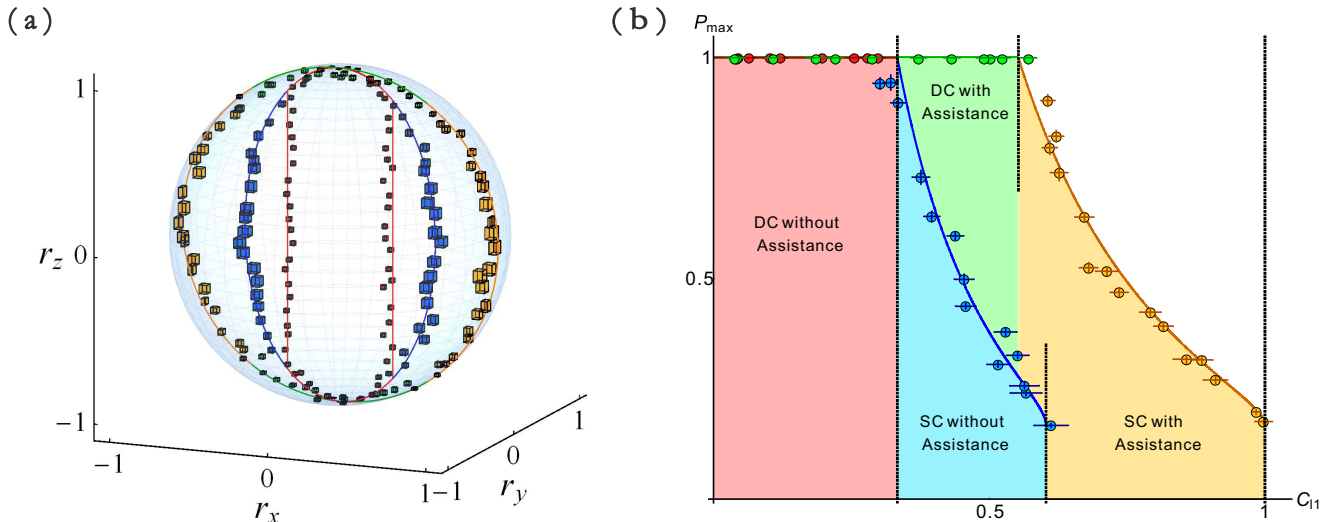 (a)
1
0
−1
r_z
−1
0
1
r_x
−1
0
1
r_y
(b)
P_max
1
0.5
DC with
Assistance
DC without
Assistance
SC without
Assistance
SC with
Assistance
0.5
1
C_l1